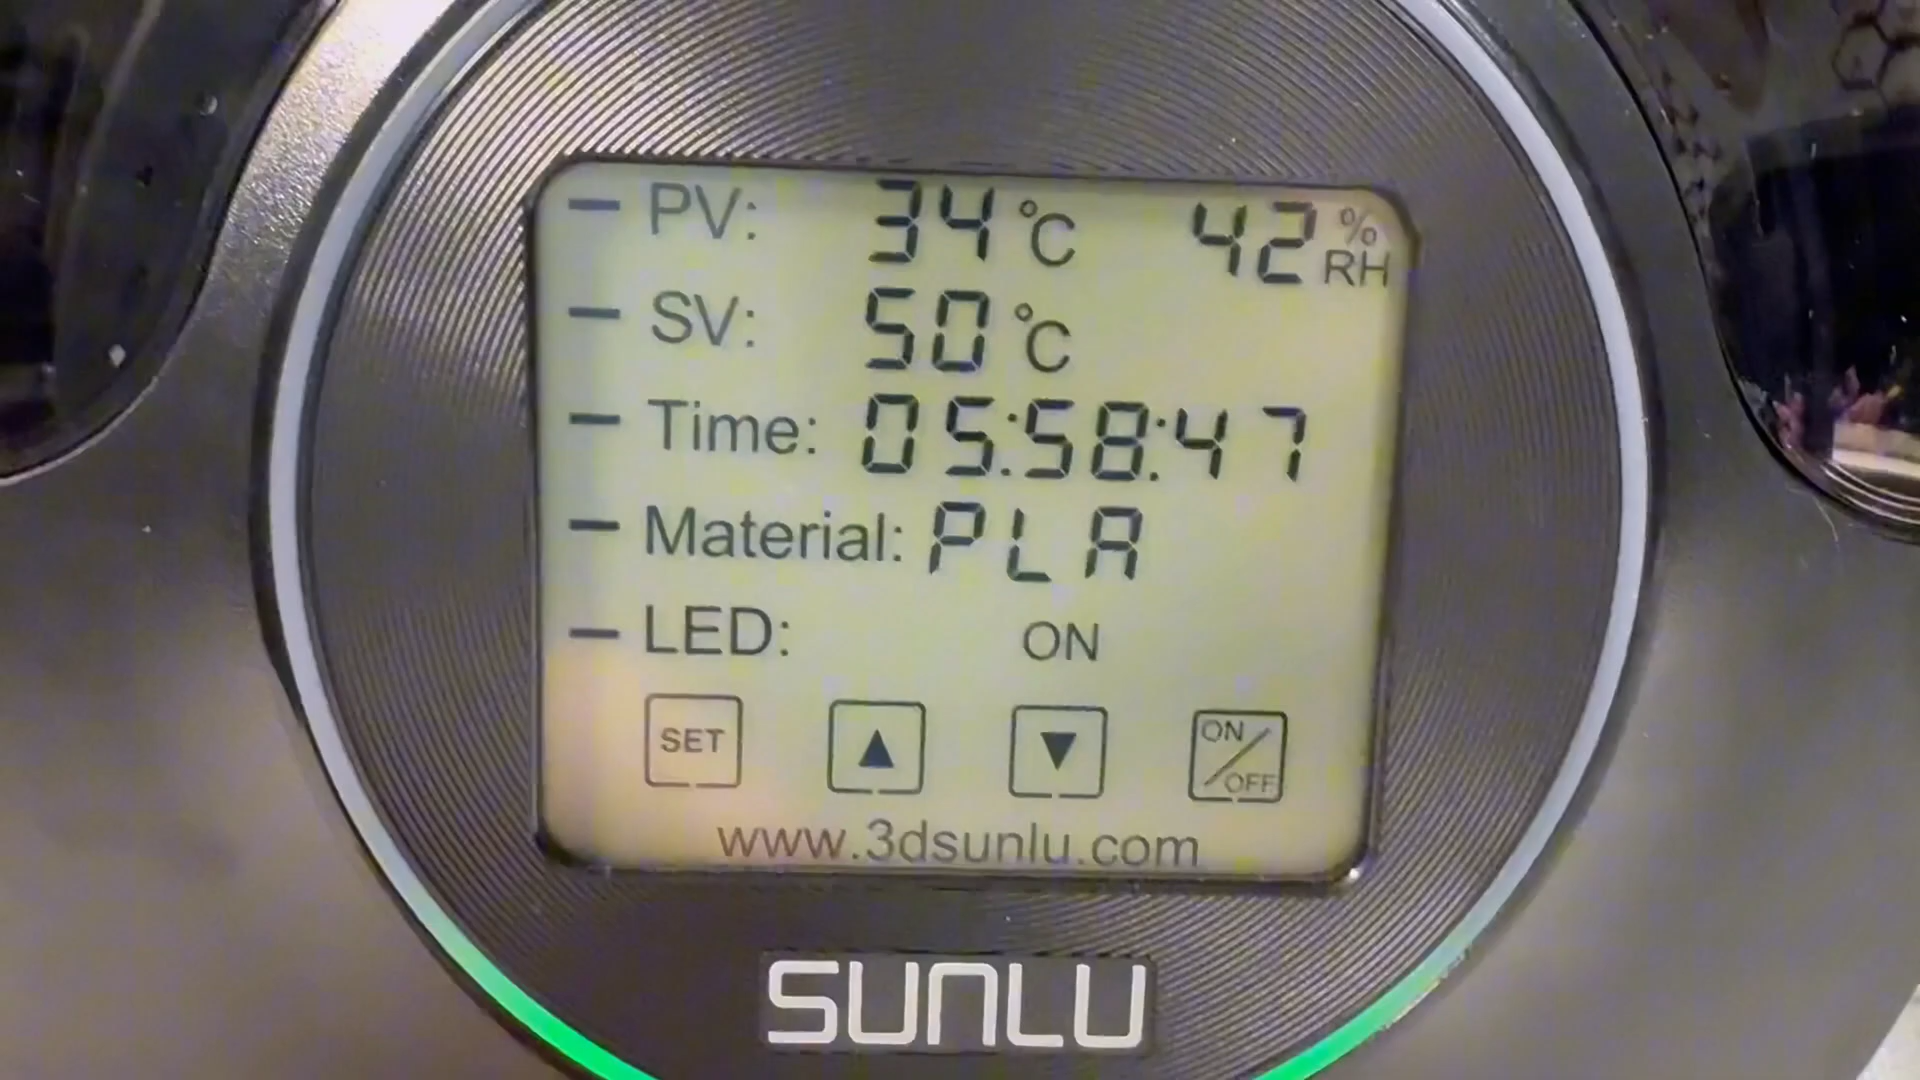 PV: 34°C 42%RH
SV: 50°C
Time: 05:58:47
Material: PLA
LED: ON
SET ▲ ▼ ON/OFF
www.3dsunlu.com
SUNLU